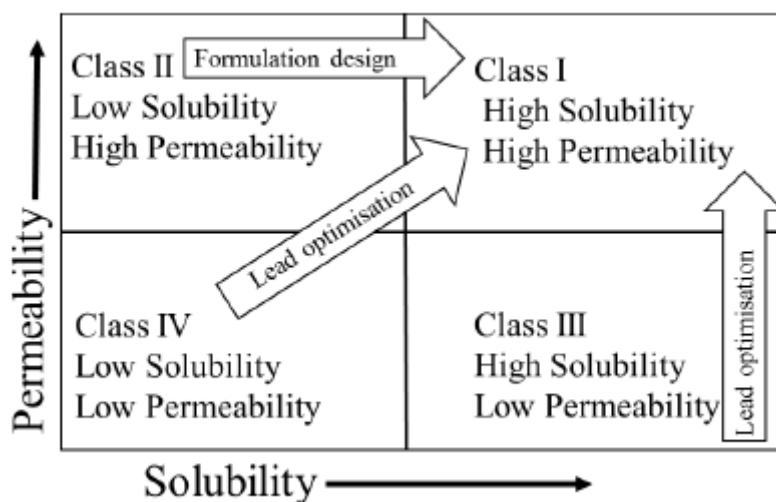 Class II
Low Solubility
High Permeability
Formulation design
Class I
High Solubility
High Permeability
Lead optimisation
Class IV
Low Solubility
Low Permeability
Class III
High Solubility
Low Permeability
Lead optimisation
Permeability
Solubility